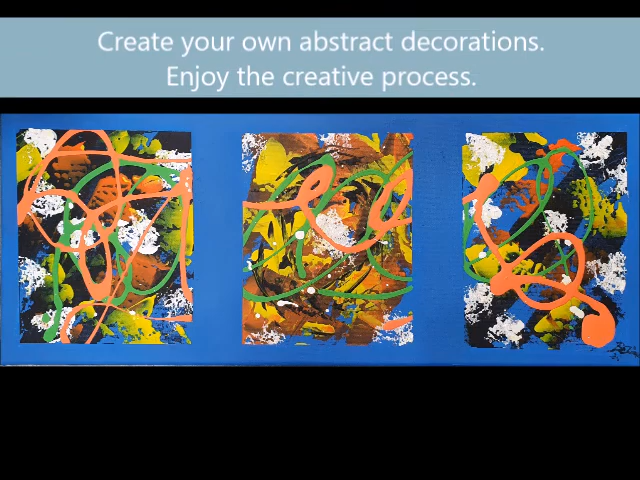 Create your own abstract decorations.
Enjoy the creative process.